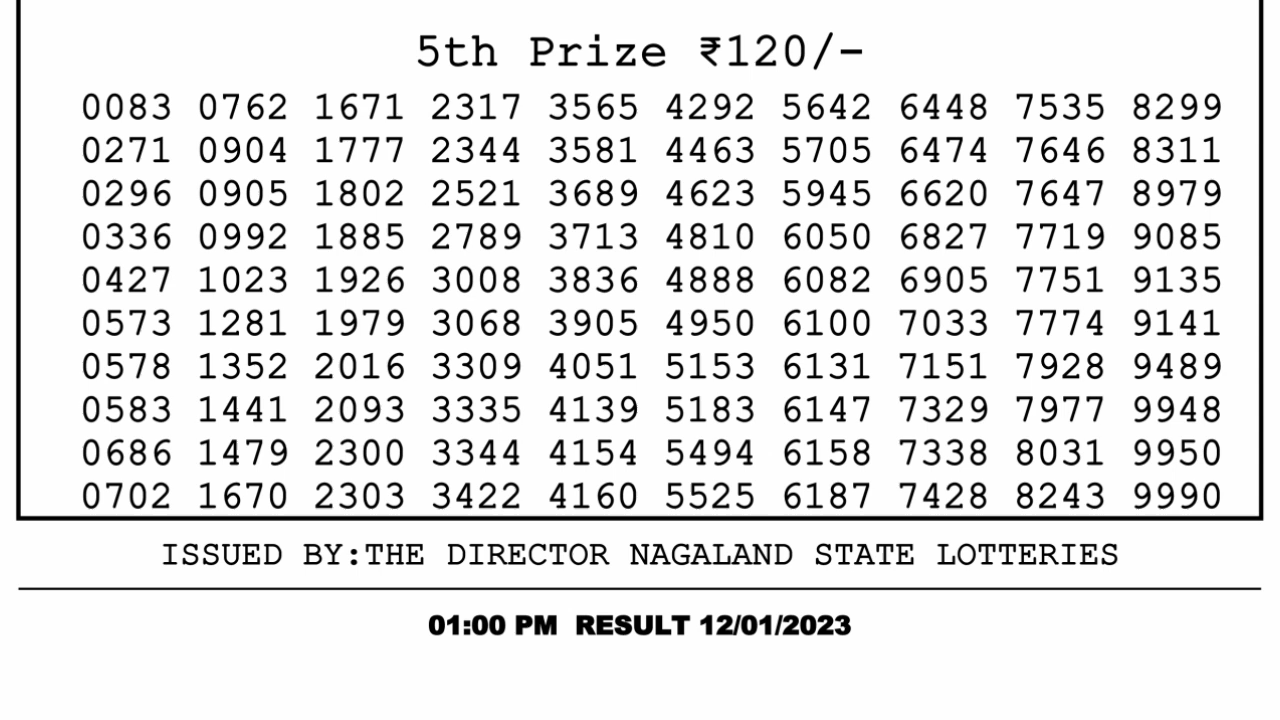 5th Prize ₹120/-
0083 0762 1671 2317 3565 4292 5642 6448 7535 8299
0271 0904 1777 2344 3581 4463 5705 6474 7646 8311
0296 0905 1802 2521 3689 4623 5945 6620 7647 8979
0336 0992 1885 2789 3713 4810 6050 6827 7719 9085
0427 1023 1926 3008 3836 4888 6082 6905 7751 9135
0573 1281 1979 3068 3905 4950 6100 7033 7774 9141
0578 1352 2016 3309 4051 5153 6131 7151 7928 9489
0583 1441 2093 3335 4139 5183 6147 7329 7977 9948
0686 1479 2300 3344 4154 5494 6158 7338 8031 9950
0702 1670 2303 3422 4160 5525 6187 7428 8243 9990
ISSUED BY:THE DIRECTOR NAGALAND STATE LOTTERIES
01:00 PM RESULT 12/01/2023